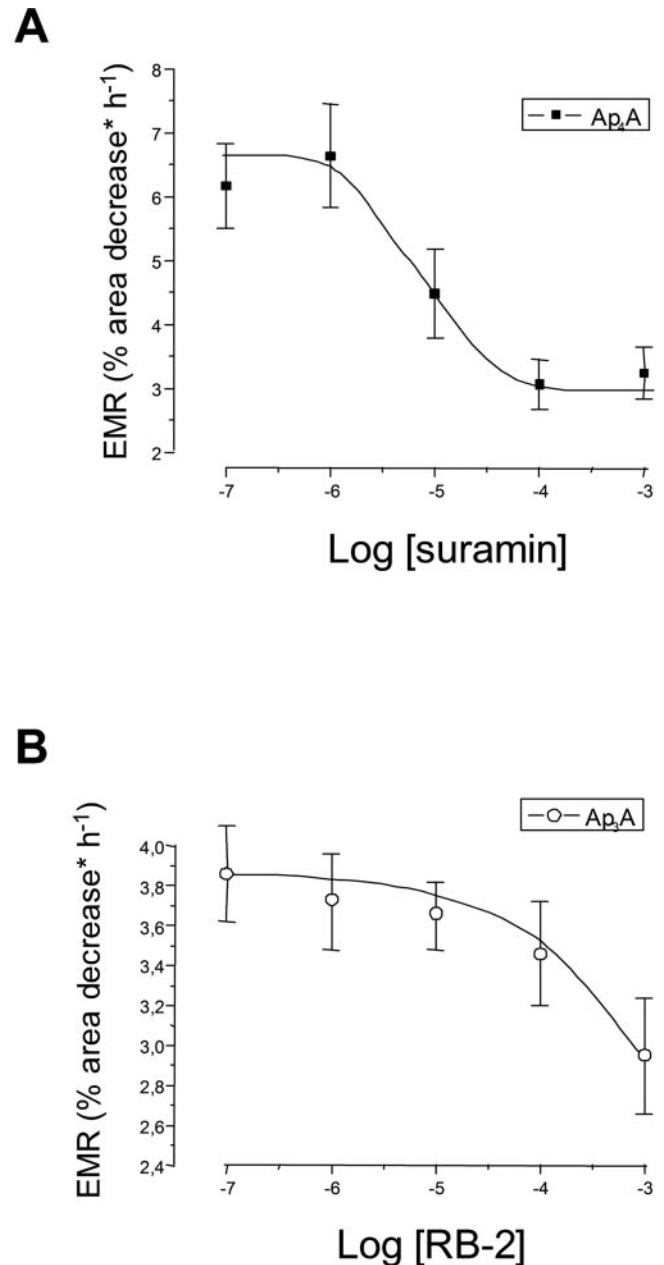 A
EMR (% area decrease* h⁻¹)
8
7
6
5
4
3
2
Ap₄A
-7 -6 -5 -4 -3
Log [suramin]
B
EMR (% area decrease* h⁻¹)
4,0
3,8
3,6
3,4
3,2
3,0
2,8
2,6
2,4
Ap₃A
-7 -6 -5 -4 -3
Log [RB-2]